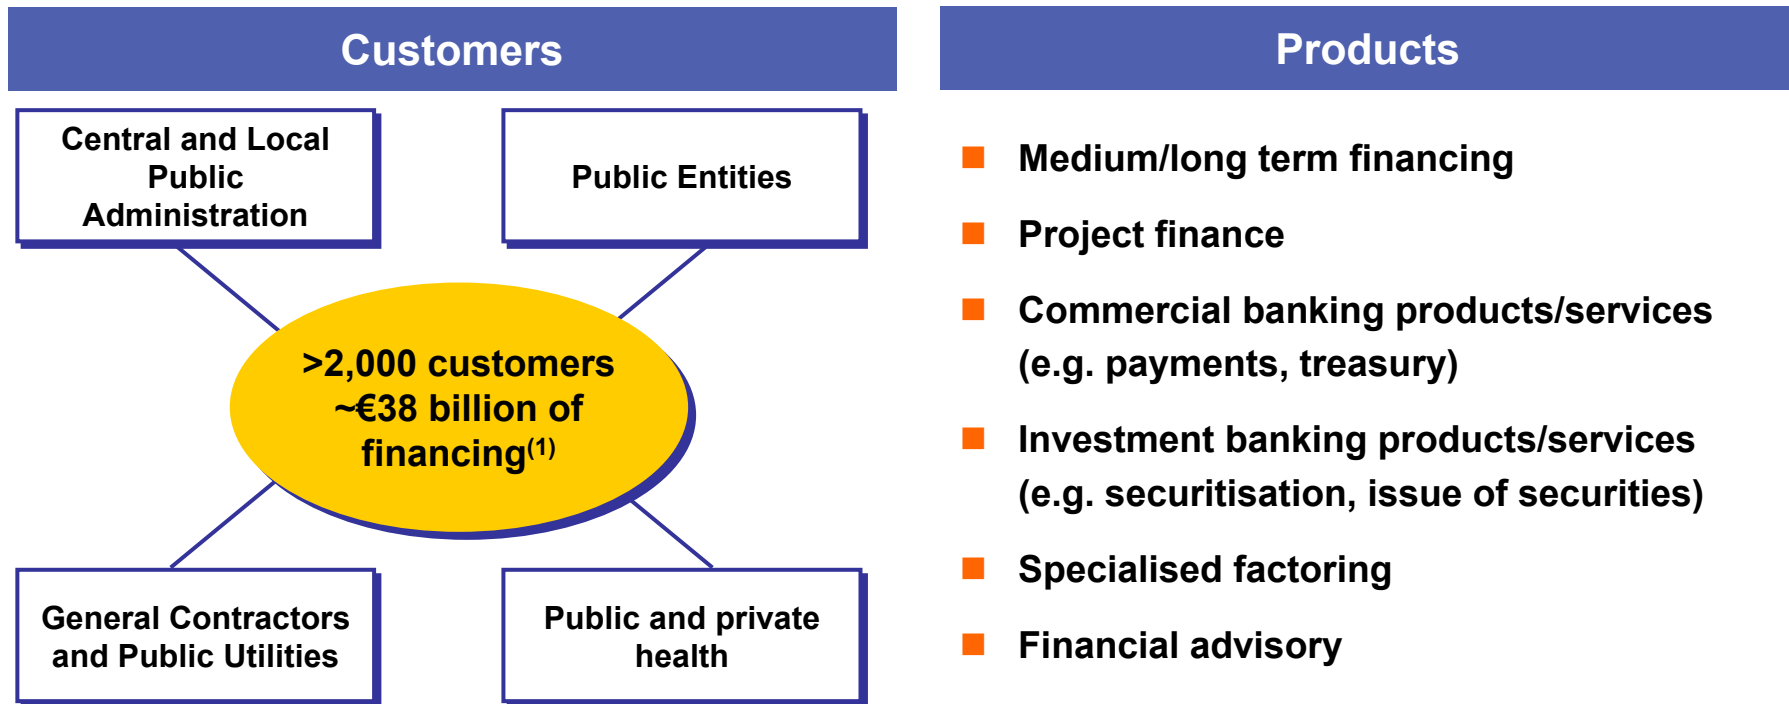 Customers
Central and Local
Public
Administration
Public Entities
>2,000 customers
~€38 billion of
financing(1)
General Contractors
and Public Utilities
Public and private
health
Products
Medium/long term financing
Project finance
Commercial banking products/services
(e.g. payments, treasury)
Investment banking products/services
(e.g. securitisation, issue of securities)
Specialised factoring
Financial advisory